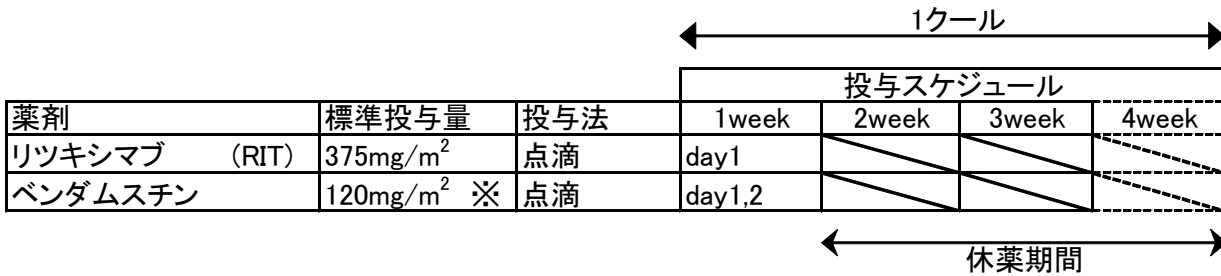 1クール
投与スケジュール
薬剤 標準投与量 投与法 1week 2week 3week 4week
リツキシマブ (RIT) 375mg/m² 点滴 day1
ベンダムスチン 120mg/m² ※ 点滴 day1,2
休薬期間